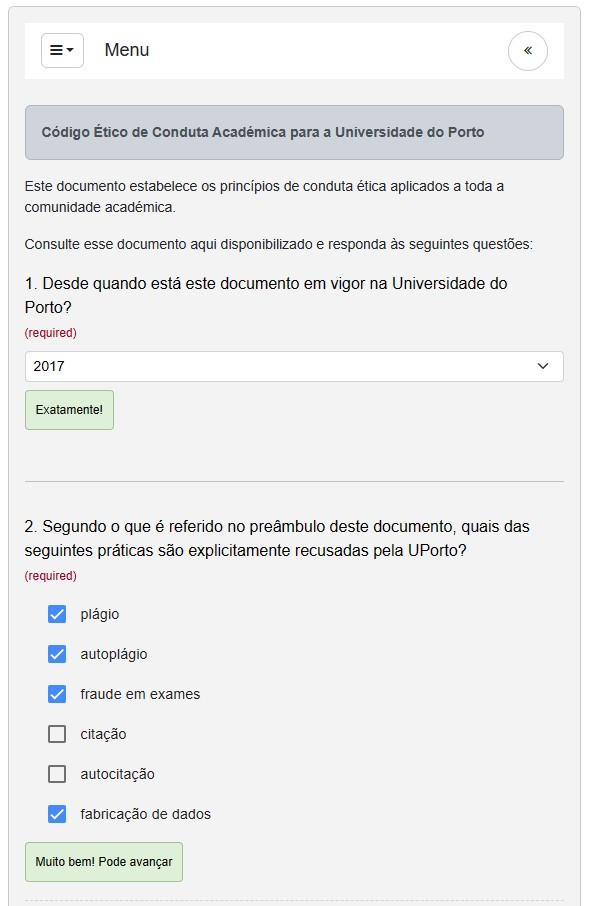 Menu
«
Código Ético de Conduta Académica para a Universidade do Porto
Este documento estabelece os princípios de conduta ética aplicados a toda a
comunidade académica.
Consulte esse documento aqui disponibilizado e responda às seguintes questões:
1. Desde quando está este documento em vigor na Universidade do
Porto?
(required)
2017
Exatamente!
2. Segundo o que é referido no preâmbulo deste documento, quais das
seguintes práticas são explicitamente recusadas pela UPorto?
(required)
plágio
autoplágio
fraude em exames
citação
autocitação
fabricação de dados
Muito bem! Pode avançar